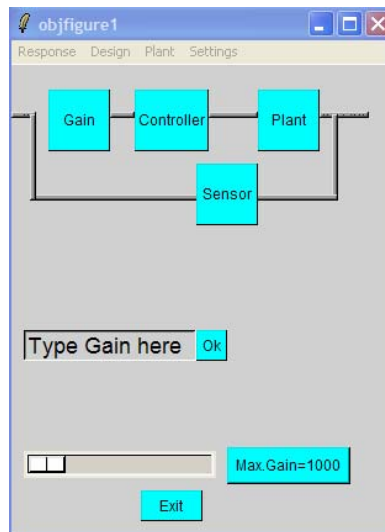 objfigure1
Response Design Plant Settings
Gain Controller Plant
Sensor
Type Gain here Ok
Max.Gain=1000
Exit